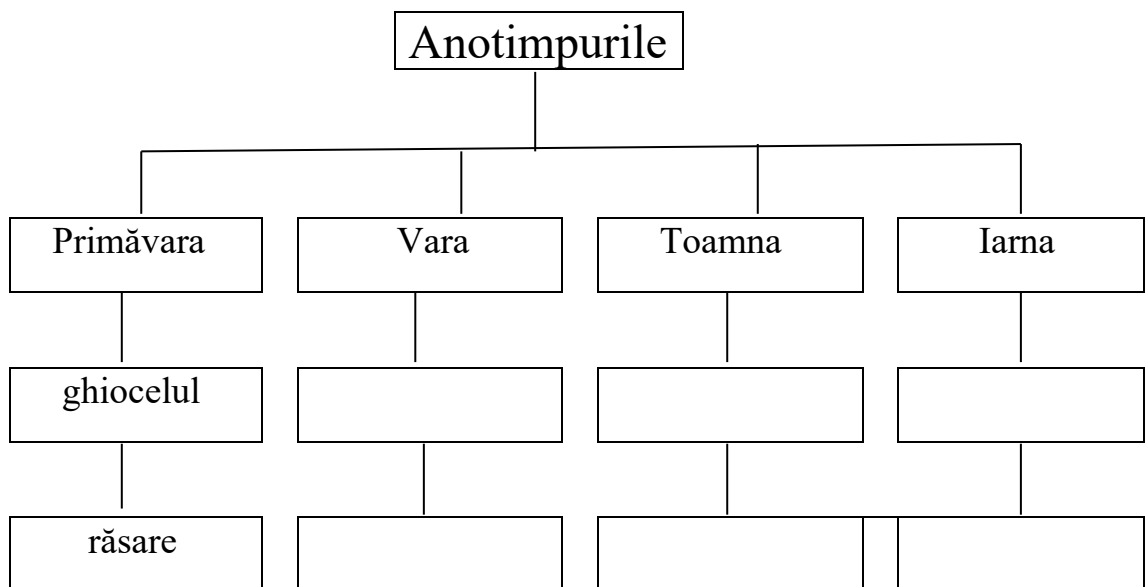 Anotimpurile
Primăvara
Vara
Toamna
Iarna
ghiocelul
răsare